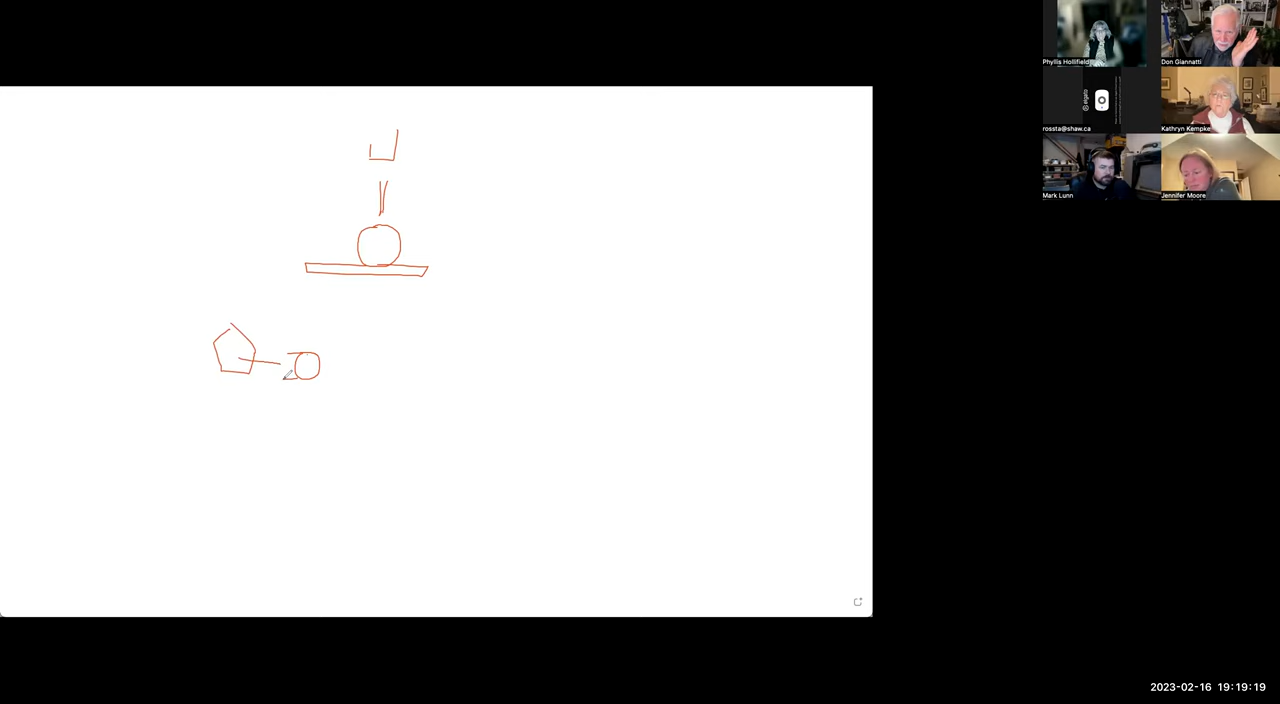 Phyllis Hollifield
Don Giannatti
elgato
rossta@shaw.ca
Kathryn Kempke
Mark Lunn
Jennifer Moore
2023-02-16 19:19:19